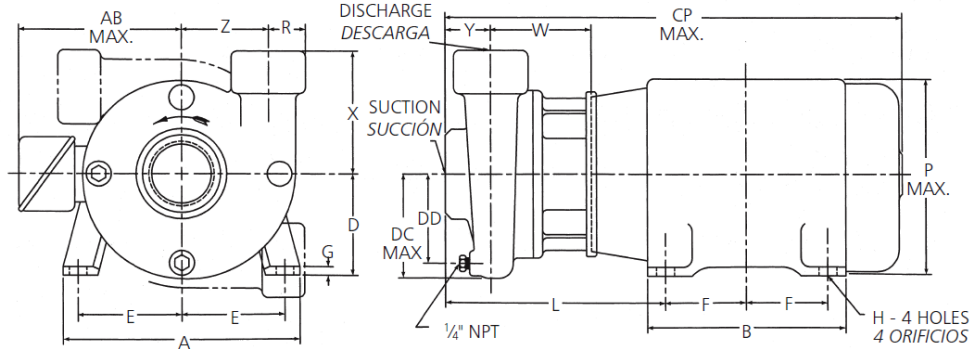 AB
MAX.
Z
R
DISCHARGE
DESCARGA
Y
W
CP
MAX.
X
SUCTION
SUCCIÓN
P
MAX.
D
DD
DC
MAX
G
E
E
A
¼" NPT
L
F
F
B
H - 4 HOLES
4 ORIFICIOS